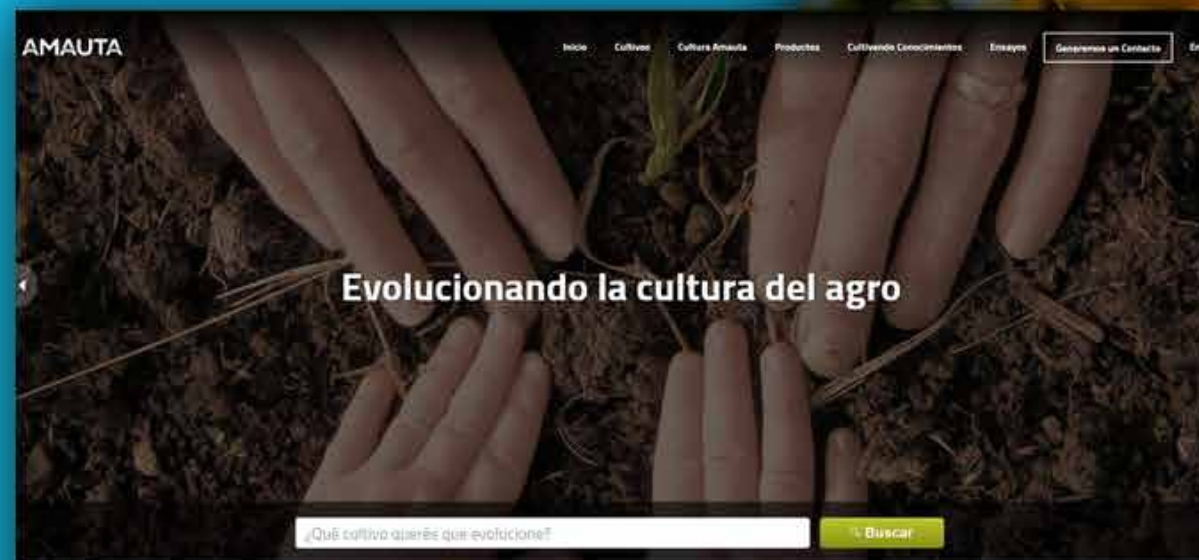 AMAUTA
Inicio Cultivos Cultura Amauta Productos Cultivando Conocimientos Ensayos Generemos un Contacto En
Evolucionando la cultura del agro
¿Qué cultivo querés que evolucione?
Buscar